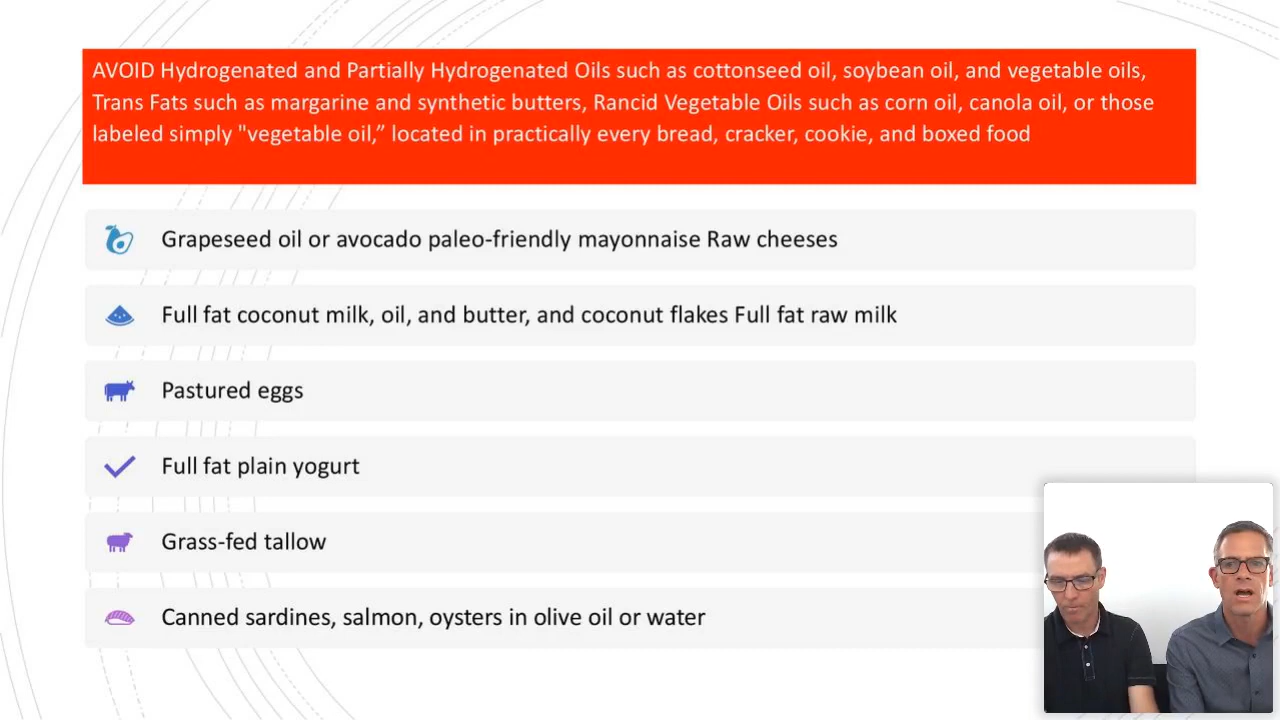 AVOID Hydrogenated and Partially Hydrogenated Oils such as cottonseed oil, soybean oil, and vegetable oils,
Trans Fats such as margarine and synthetic butters, Rancid Vegetable Oils such as corn oil, canola oil, or those
labeled simply "vegetable oil,” located in practically every bread, cracker, cookie, and boxed food
Grapeseed oil or avocado paleo-friendly mayonnaise Raw cheeses
Full fat coconut milk, oil, and butter, and coconut flakes Full fat raw milk
Pastured eggs
Full fat plain yogurt
Grass-fed tallow
Canned sardines, salmon, oysters in olive oil or water